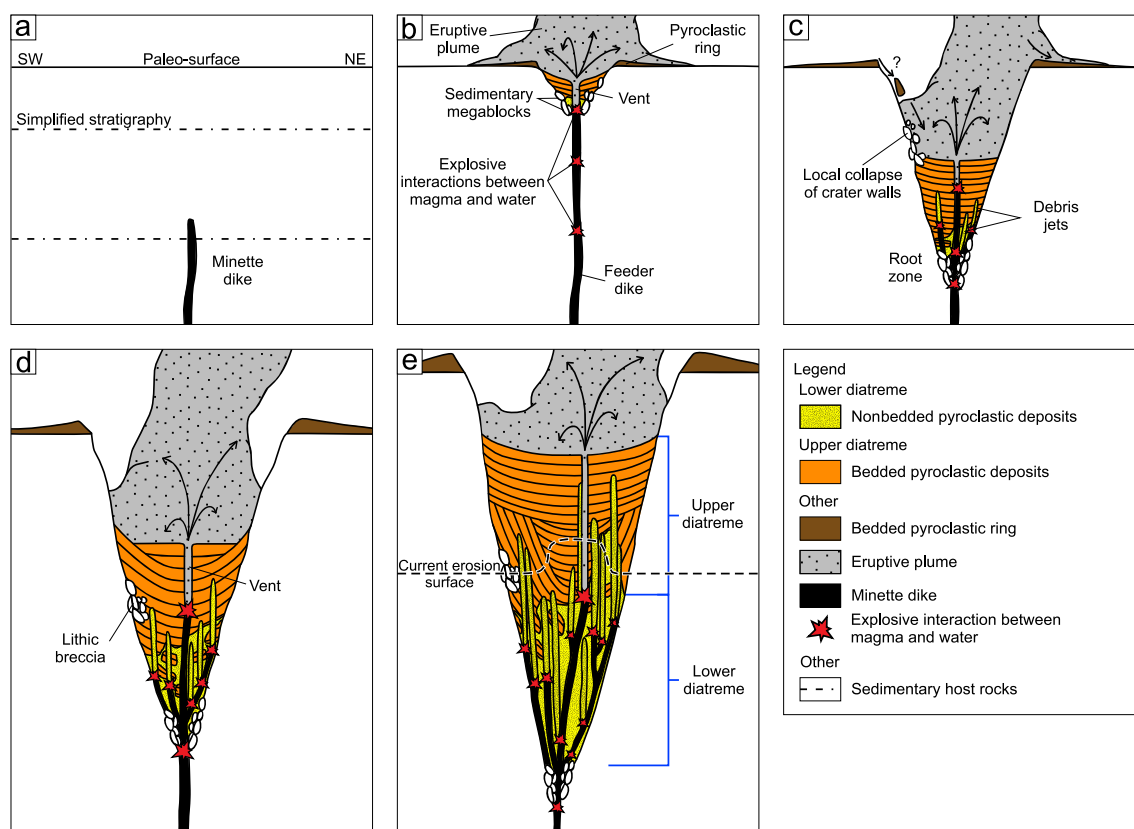 a
SW
Paleo-surface
NE
Simplified stratigraphy
Minette
dike
b
Eruptive
plume
Pyroclastic
ring
Sedimentary
megablocks
Vent
Explosive
interactions between
magma and water
Feeder
dike
c
?
Local collapse
of crater walls
Debris
jets
Root
zone
d
Vent
Lithic
breccia
e
Upper
diatreme
Current erosion
surface
Lower
diatreme
Legend
Lower diatreme
Nonbedded pyroclastic deposits
Upper diatreme
Bedded pyroclastic deposits
Other
Bedded pyroclastic ring
Eruptive plume
Minette dike
Explosive interaction between
magma and water
Other
Sedimentary host rocks